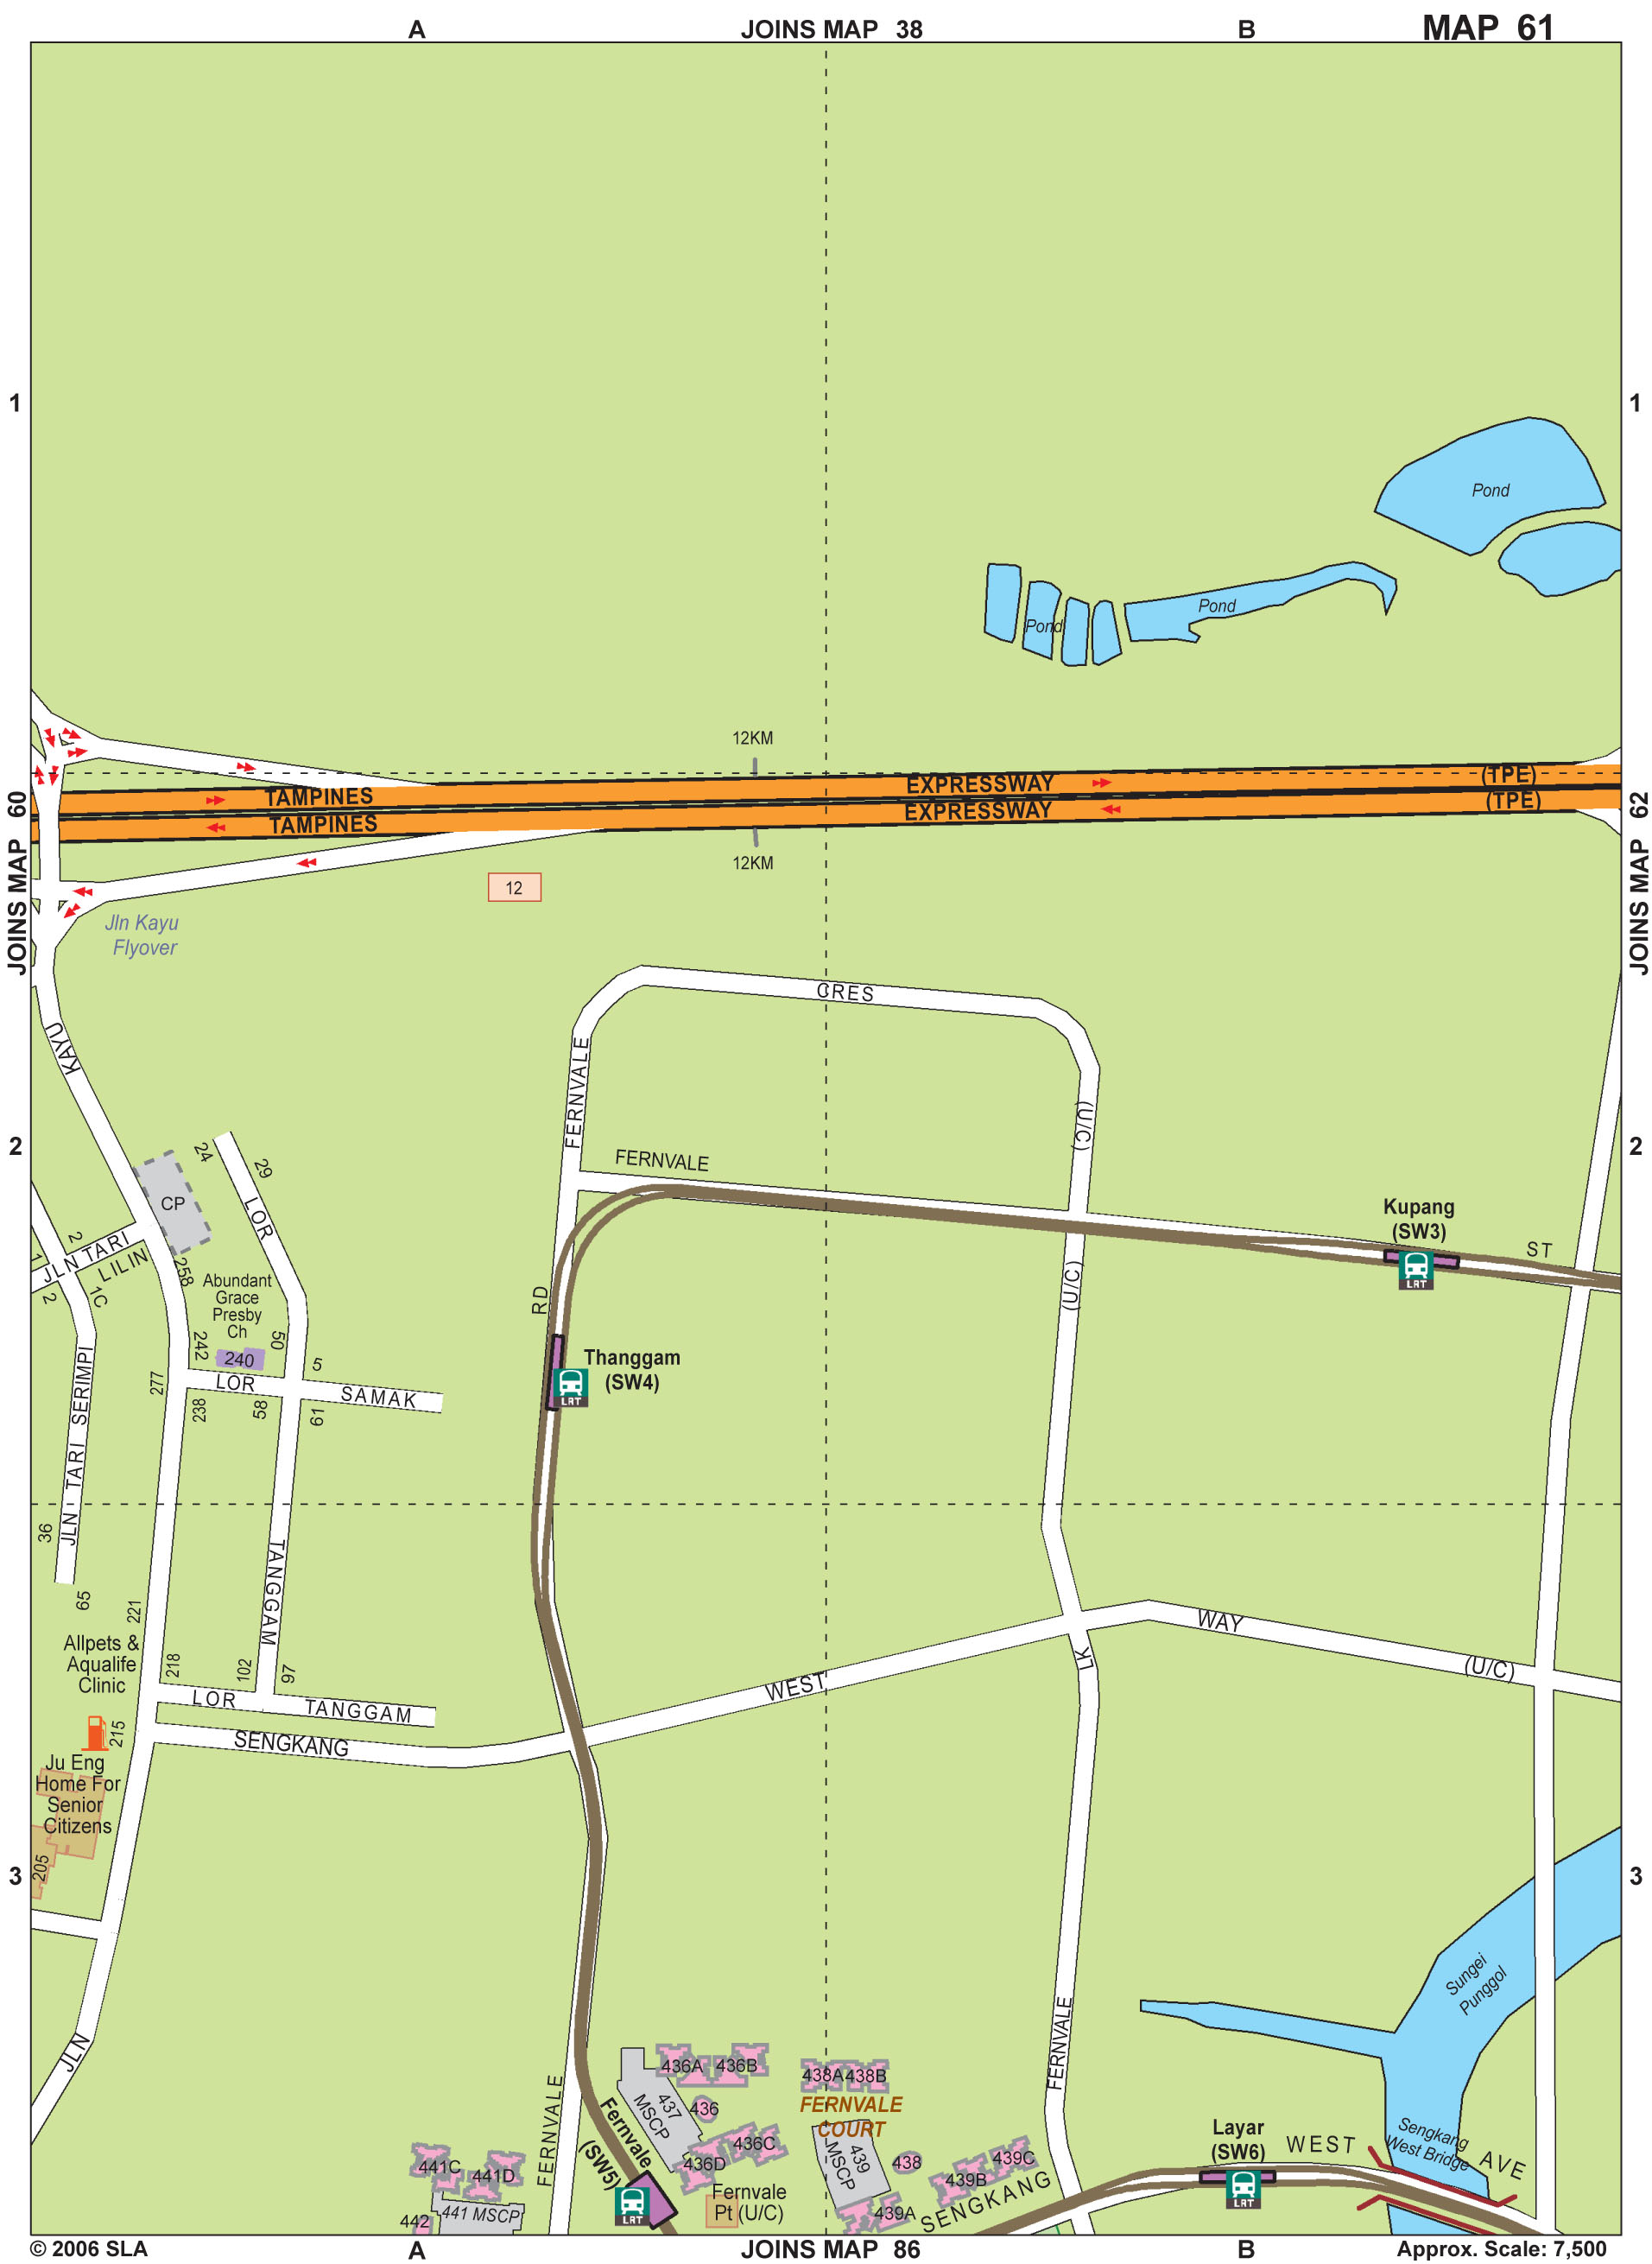 A
JOINS MAP 38
B
MAP 61
1
1
Pond
Pond
Pond
12KM
TAMPINES
EXPRESSWAY
(TPE)
TAMPINES
EXPRESSWAY
(TPE)
12KM
12
JOINS MAP 60
JOINS MAP 62
Jln Kayu
Flyover
CRES
KAYU
FERNVALE
(U/C)
2
2
24
29
FERNVALE
CP
LOR
Kupang
(SW3)
ST
LRT
2
1
JLN TARI
LILIN
2
1C
258
Abundant
Grace
Presby
Ch
RD
(U/C)
242
240
50
5
Thanggam
(SW4)
LRT
277
LOR
SAMAK
238
58
61
JLN TARI SERIMPI
36
65
TANGGAM
221
Allpets &
Aqualife
Clinic
218
102
97
WAY
LK
(U/C)
WEST
LOR
TANGGAM
215
SENGKANG
Ju Eng
Home For
Senior
Citizens
205
3
3
Sungei
Punggol
JLN
FERNVALE
FERNVALE
436A
436B
438A
438B
437
MSCP
436
FERNVALE
COURT
Fernvale
(SW5)
LRT
436C
436D
439
MSCP
438
439C
439B
439A
Layar
(SW6)
LRT
WEST
AVE
Sengkang
West Bridge
441C
441D
Fernvale
Pt (U/C)
SENGKANG
441 MSCP
442
© 2006 SLA
A
JOINS MAP 86
B
Approx. Scale: 7,500